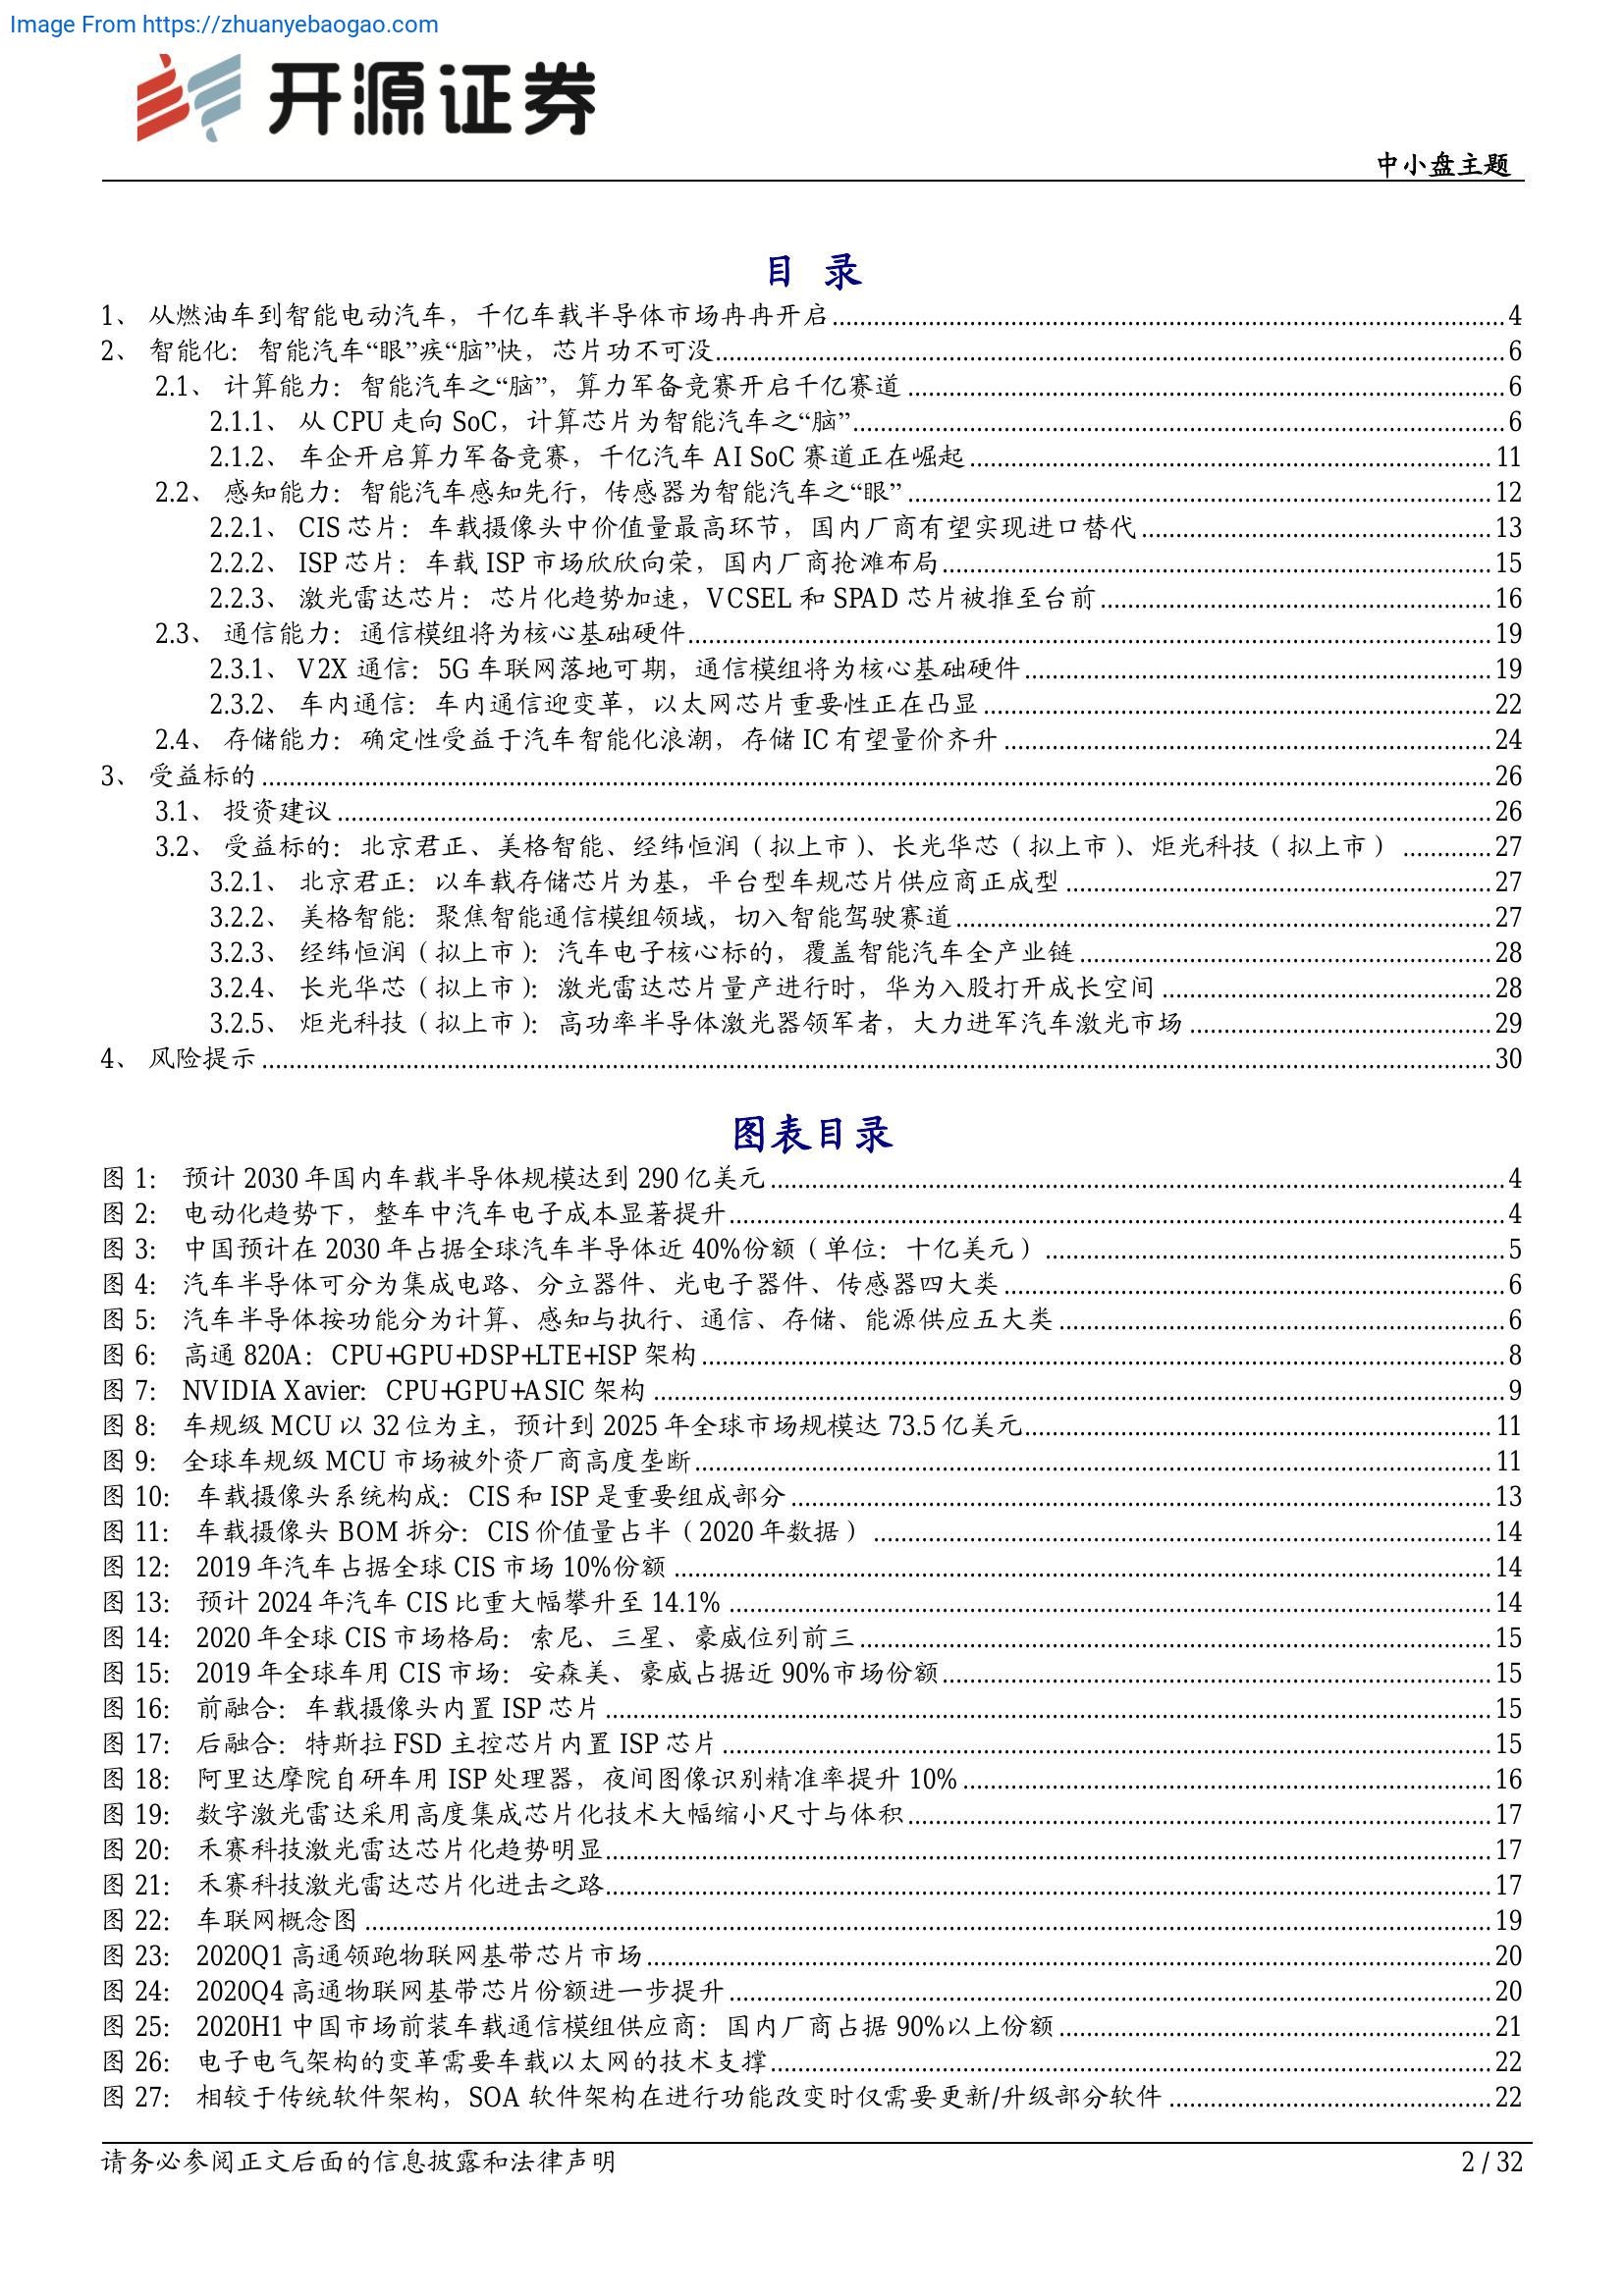 Image From https://zhuanyebaogao.com
开源证券
中小盘主题
目 录
1、 从燃油车到智能电动汽车，千亿车载半导体市场冉冉开启 4
2、 智能化：智能汽车“眼”疾“脑”快，芯片功不可没 6
2.1、 计算能力：智能汽车之“脑”，算力军备竞赛开启千亿赛道 6
2.1.1、 从 CPU 走向 SoC，计算芯片为智能汽车之“脑” 6
2.1.2、 车企开启算力军备竞赛，千亿汽车 AI SoC 赛道正在崛起 11
2.2、 感知能力：智能汽车感知先行，传感器为智能汽车之“眼” 12
2.2.1、 CIS 芯片：车载摄像头中价值量最高环节，国内厂商有望实现进口替代 13
2.2.2、 ISP 芯片：车载 ISP 市场欣欣向荣，国内厂商抢滩布局 15
2.2.3、 激光雷达芯片：芯片化趋势加速，VCSEL 和 SPAD 芯片被推至台前 16
2.3、 通信能力：通信模组将为核心基础硬件 19
2.3.1、 V2X 通信：5G 车联网落地可期，通信模组将为核心基础硬件 19
2.3.2、 车内通信：车内通信迎变革，以太网芯片重要性正在凸显 22
2.4、 存储能力：确定性受益于汽车智能化浪潮，存储 IC 有望量价齐升 24
3、 受益标的 26
3.1、 投资建议 26
3.2、 受益标的：北京君正、美格智能、经纬恒润（拟上市）、长光华芯（拟上市）、炬光科技（拟上市） 27
3.2.1、 北京君正：以车载存储芯片为基，平台型车规芯片供应商正成型 27
3.2.2、 美格智能：聚焦智能通信模组领域，切入智能驾驶赛道 27
3.2.3、 经纬恒润（拟上市）：汽车电子核心标的，覆盖智能汽车全产业链 28
3.2.4、 长光华芯（拟上市）：激光雷达芯片量产进行时，华为入股打开成长空间 28
3.2.5、 炬光科技（拟上市）：高功率半导体激光器领军者，大力进军汽车激光市场 29
4、 风险提示 30
图表目录
图 1： 预计 2030 年国内车载半导体规模达到 290 亿美元 4
图 2： 电动化趋势下，整车中汽车电子成本显著提升 4
图 3： 中国预计在 2030 年占据全球汽车半导体近 40%份额（单位：十亿美元） 5
图 4： 汽车半导体可分为集成电路、分立器件、光电子器件、传感器四大类 6
图 5： 汽车半导体按功能分为计算、感知与执行、通信、存储、能源供应五大类 6
图 6： 高通 820A：CPU+GPU+DSP+LTE+ISP 架构 8
图 7： NVIDIA Xavier：CPU+GPU+ASIC 架构 9
图 8： 车规级 MCU 以 32 位为主，预计到 2025 年全球市场规模达 73.5 亿美元 11
图 9： 全球车规级 MCU 市场被外资厂商高度垄断 11
图 10： 车载摄像头系统构成：CIS 和 ISP 是重要组成部分 13
图 11： 车载摄像头 BOM 拆分：CIS 价值量占半（2020 年数据） 14
图 12： 2019 年汽车占据全球 CIS 市场 10%份额 14
图 13： 预计 2024 年汽车 CIS 比重大幅攀升至 14.1% 14
图 14： 2020 年全球 CIS 市场格局：索尼、三星、豪威位列前三 15
图 15： 2019 年全球车用 CIS 市场：安森美、豪威占据近 90%市场份额 15
图 16： 前融合：车载摄像头内置 ISP 芯片 15
图 17： 后融合：特斯拉 FSD 主控芯片内置 ISP 芯片 15
图 18： 阿里达摩院自研车用 ISP 处理器，夜间图像识别精准率提升 10% 16
图 19： 数字激光雷达采用高度集成芯片化技术大幅缩小尺寸与体积 17
图 20： 禾赛科技激光雷达芯片化趋势明显 17
图 21： 禾赛科技激光雷达芯片化进击之路 17
图 22： 车联网概念图 19
图 23： 2020Q1 高通领跑物联网基带芯片市场 20
图 24： 2020Q4 高通物联网基带芯片份额进一步提升 20
图 25： 2020H1 中国市场前装车载通信模组供应商：国内厂商占据 90%以上份额 21
图 26： 电子电气架构的变革需要车载以太网的技术支撑 22
图 27： 相较于传统软件架构，SOA 软件架构在进行功能改变时仅需要更新/升级部分软件 22
请务必参阅正文后面的信息披露和法律声明 2 / 32